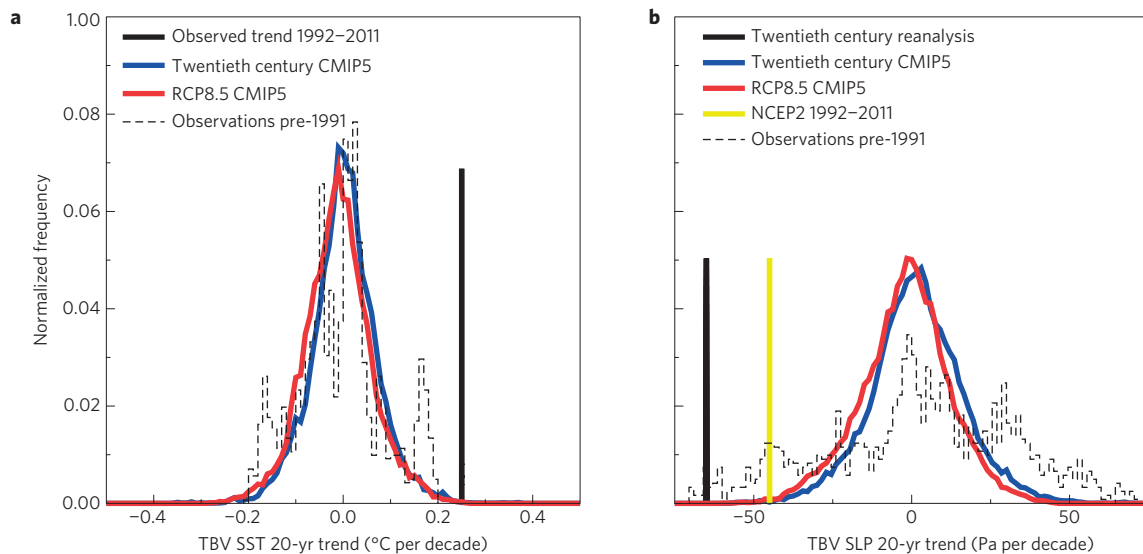 a
1.00
0.80
0.06
0.04
0.02
0.00
Normalized frequency
Observed trend 1992–2011
Twentieth century CMIP5
RCP8.5 CMIP5
Observations pre-1991
−0.4
−0.2
0.0
0.2
0.4
TBV SST 20-yr trend (°C per decade)
b
Twentieth century reanalysis
Twentieth century CMIP5
RCP8.5 CMIP5
NCEP2 1992–2011
Observations pre-1991
−50
0
50
TBV SLP 20-yr trend (Pa per decade)